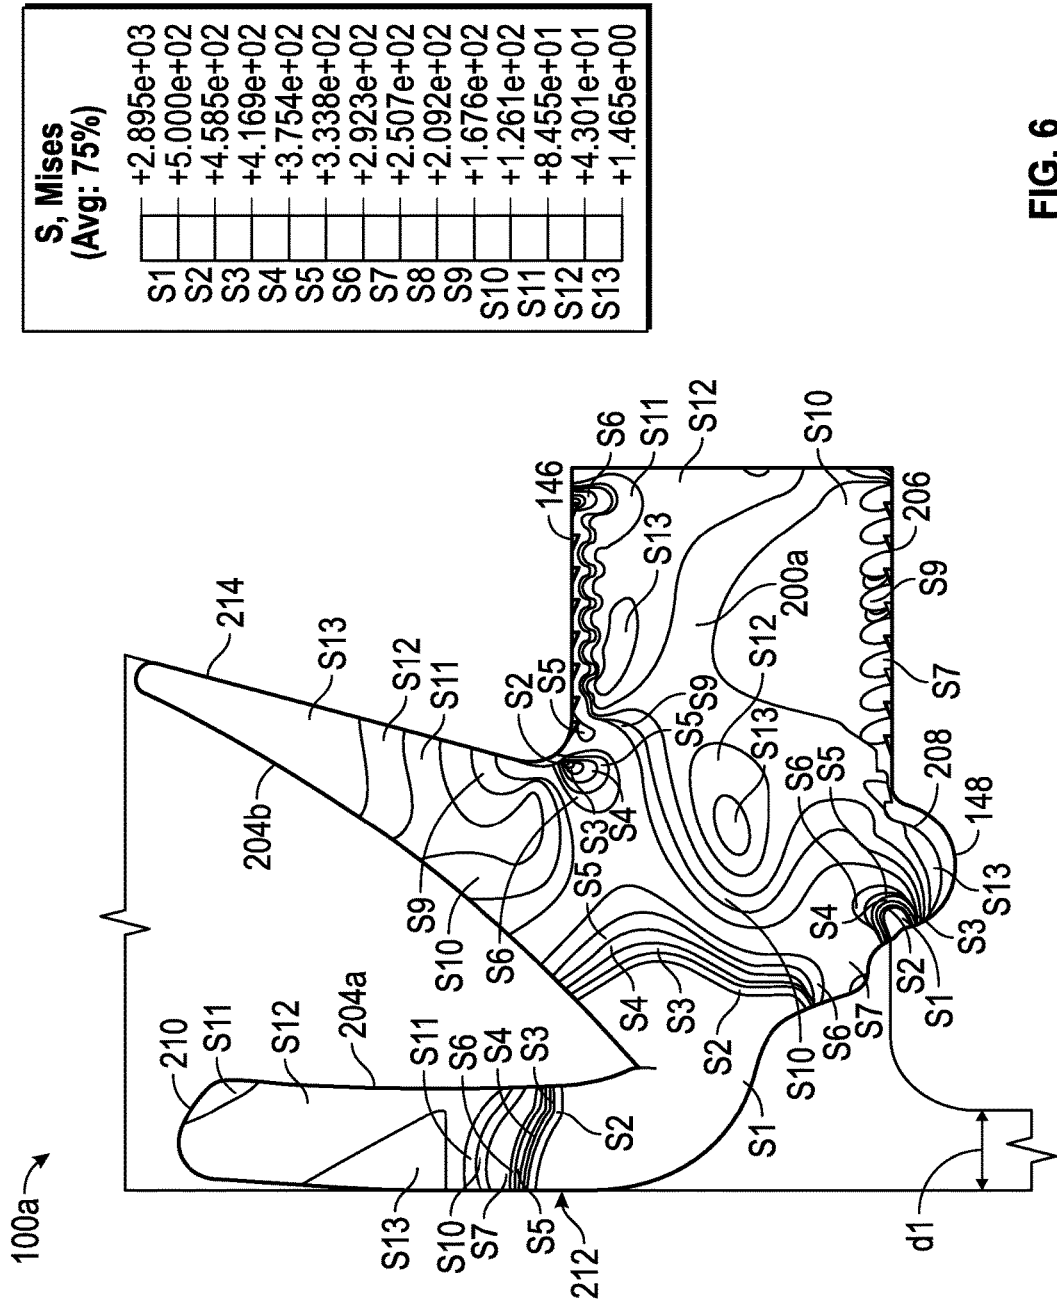 S, Mises
(Avg: 75%)
+2.895e+03
S1
+5.000e+02
S2
+4.585e+02
S3
+4.169e+02
S4
+3.754e+02
S5
+3.338e+02
S6
+2.923e+02
S7
+2.507e+02
S8
+2.092e+02
S9
+1.676e+02
S10
+1.261e+02
S11
+8.455e+01
S12
+4.301e+01
S13
+1.465e+00
100a
210
S11
S12
204a
S13
S11
S10
S6
S7
S4
S5
S3
S2
212
204b
214
S13
S12
S11
S9
S10
S6
S2
S5
146
S6
S11
S12
S10
S13
200a
S3
S4
S5
S9
S12
S13
S5
S4
S3
S2
S10
S1
S6
S7
S4
S6
S5
208
148
S13
S3
S2
S1
S7
S9
206
d1
FIG. 6